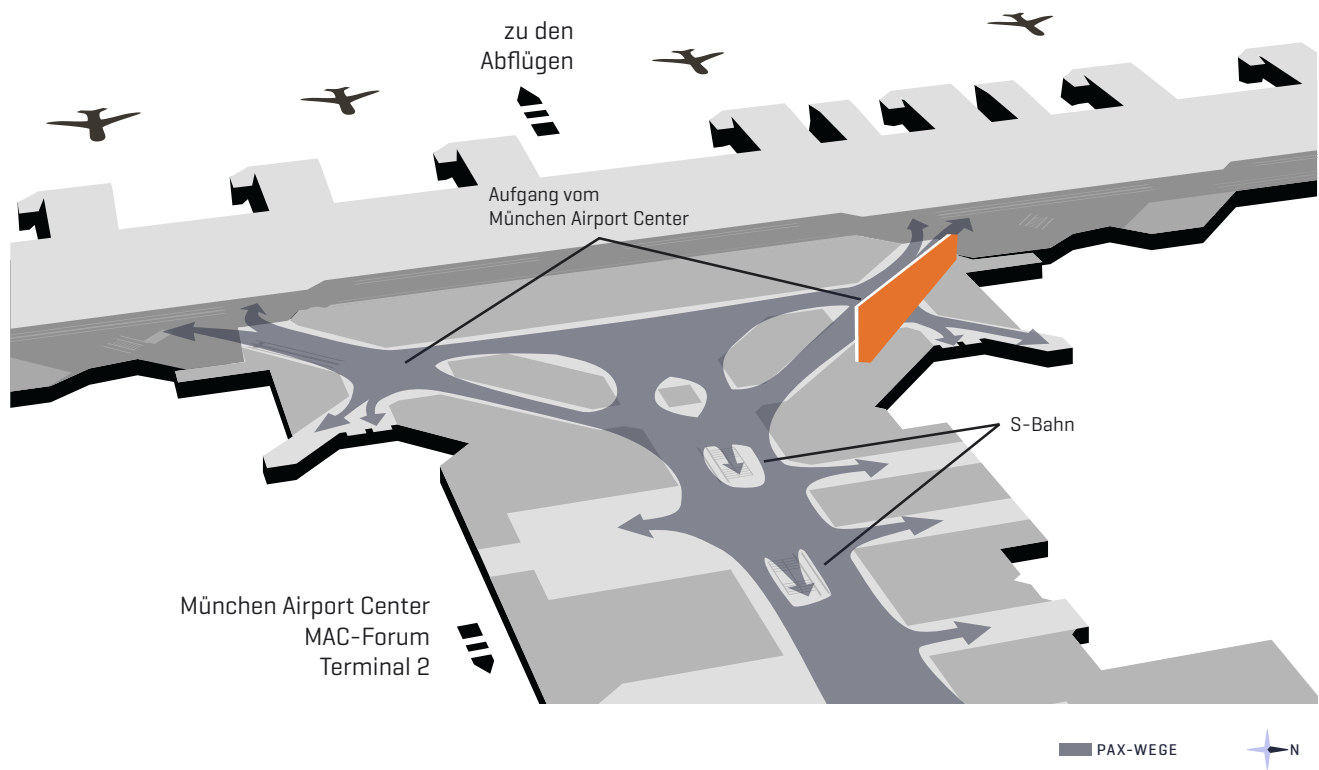 zu den
Abflügen
Aufgang vom
München Airport Center
S-Bahn
München Airport Center
MAC-Forum
Terminal 2
PAX-WEGE
N